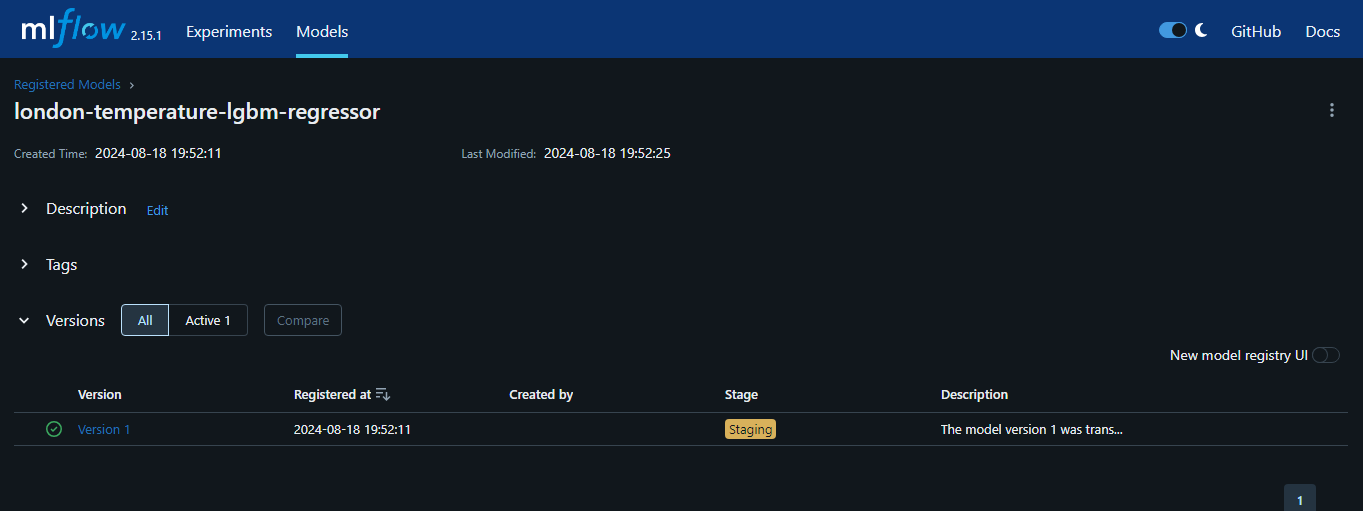 mlflow 2.15.1 Experiments Models GitHub Docs
Registered Models >
london-temperature-lgbm-regressor
Created Time: 2024-08-18 19:52:11 Last Modified: 2024-08-18 19:52:25
Description Edit
Tags
Versions All Active 1 Compare
New model registry UI
Version Registered at Created by Stage Description
Version 1 2024-08-18 19:52:11 Staging The model version 1 was trans...
1